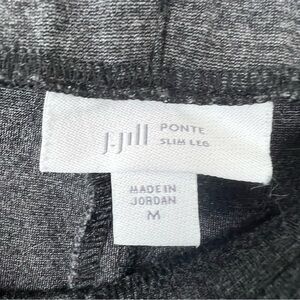 J.Jill PONTE
SLIM LEG
MADE IN
JORDAN
M